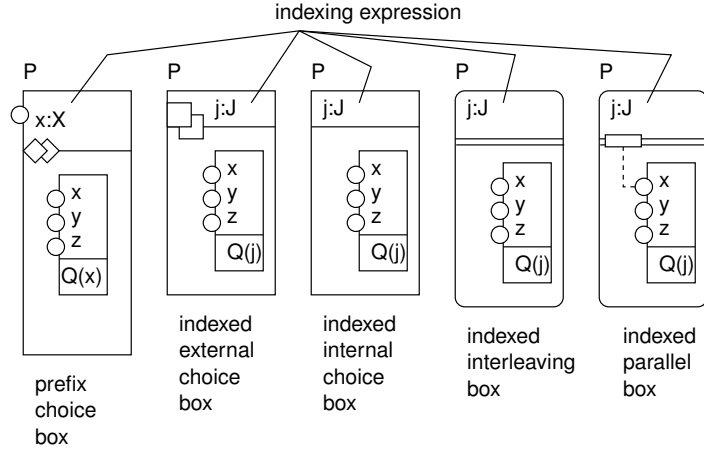 indexing expression
P
P
P
P
P
x:X
j:J
j:J
j:J
j:J
x
y
z
Q(x)
x
y
z
Q(j)
x
y
z
Q(j)
x
y
z
Q(j)
x
y
z
Q(j)
prefix
choice
box
indexed
external
choice
box
indexed
internal
choice
box
indexed
interleaving
box
indexed
parallel
box